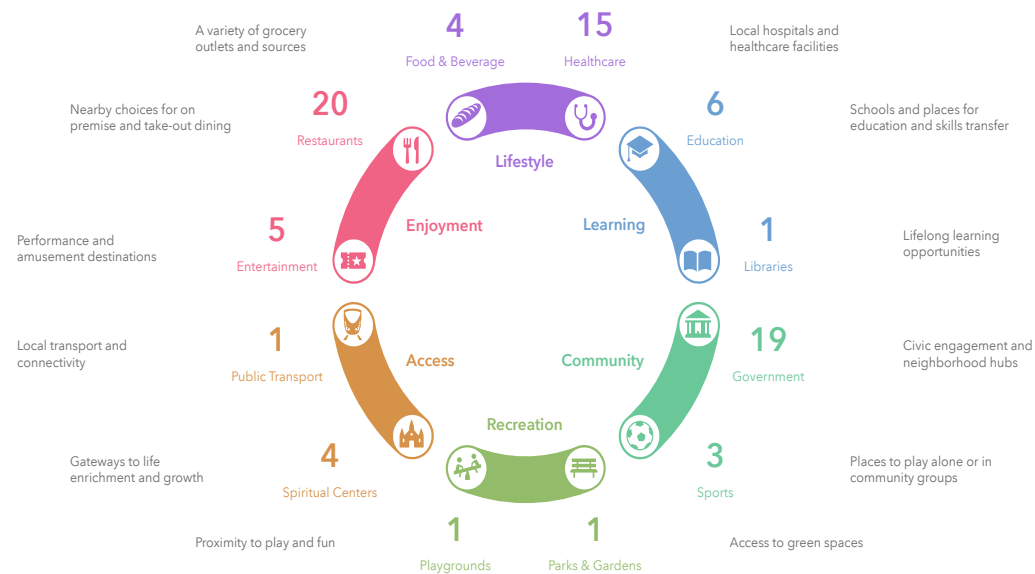 A variety of grocery
outlets and sources
4
Food & Beverage
15
Healthcare
Local hospitals and
healthcare facilities
Nearby choices for on
premise and take-out dining
20
Restaurants
Lifestyle
6
Education
Schools and places for
education and skills transfer
Enjoyment
Learning
Performance and
amusement destinations
5
Entertainment
1
Libraries
Lifelong learning
opportunities
Local transport and
connectivity
1
Public Transport
Access
Community
19
Government
Civic engagement and
neighborhood hubs
Recreation
Gateways to life
enrichment and growth
4
Spiritual Centers
3
Sports
Places to play alone or in
community groups
Proximity to play and fun
1
Playgrounds
1
Parks & Gardens
Access to green spaces